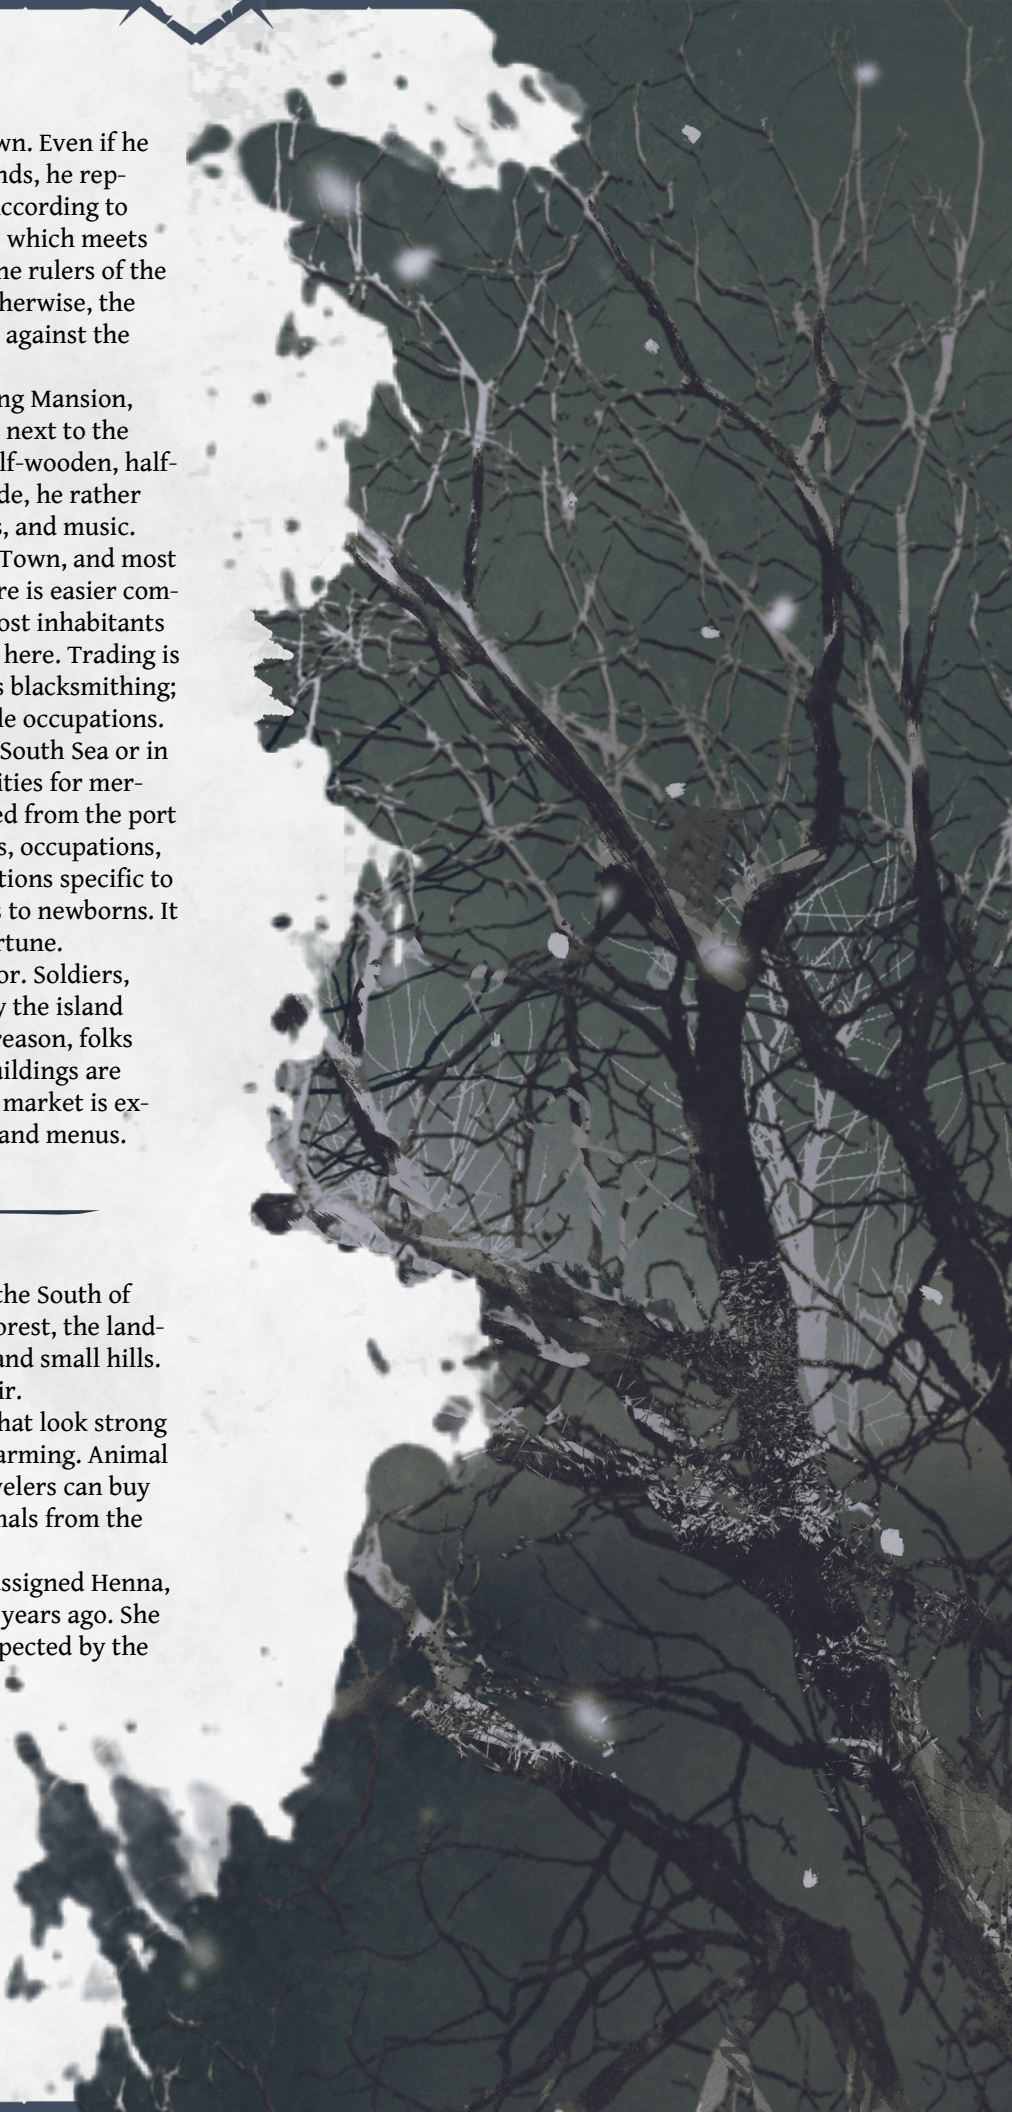 wn. Even if he
nds, he rep-
ccording to
which meets
ne rulers of the
herwise, the
against the
ng Mansion,
next to the
lf-wooden, half-
de, he rather
s, and music.
Town, and most
re is easier com-
ost inhabitants
here. Trading is
s blacksmithing;
le occupations.
South Sea or in
ities for mer-
ed from the port
s, occupations,
tions specific to
s to newborns. It
rtune.
or. Soldiers,
y the island
reason, folks
uildings are
market is ex-
and menus.
the South of
orest, the land-
and small hills.
ir.
hat look strong
arming. Animal
velers can buy
nals from the
assigned Henna,
years ago. She
pected by the